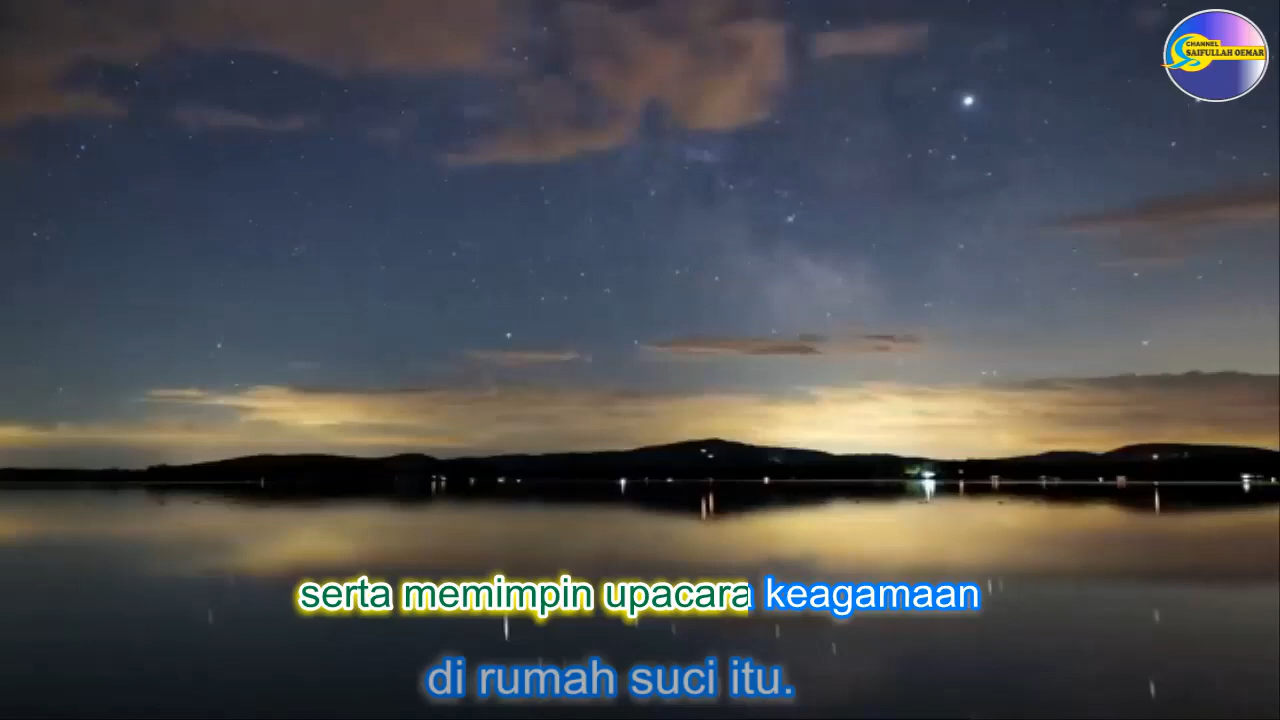 CHANNEL
SAIFULLAH OEMAR
serta memimpin upacara keagamaan
di rumah suci itu.